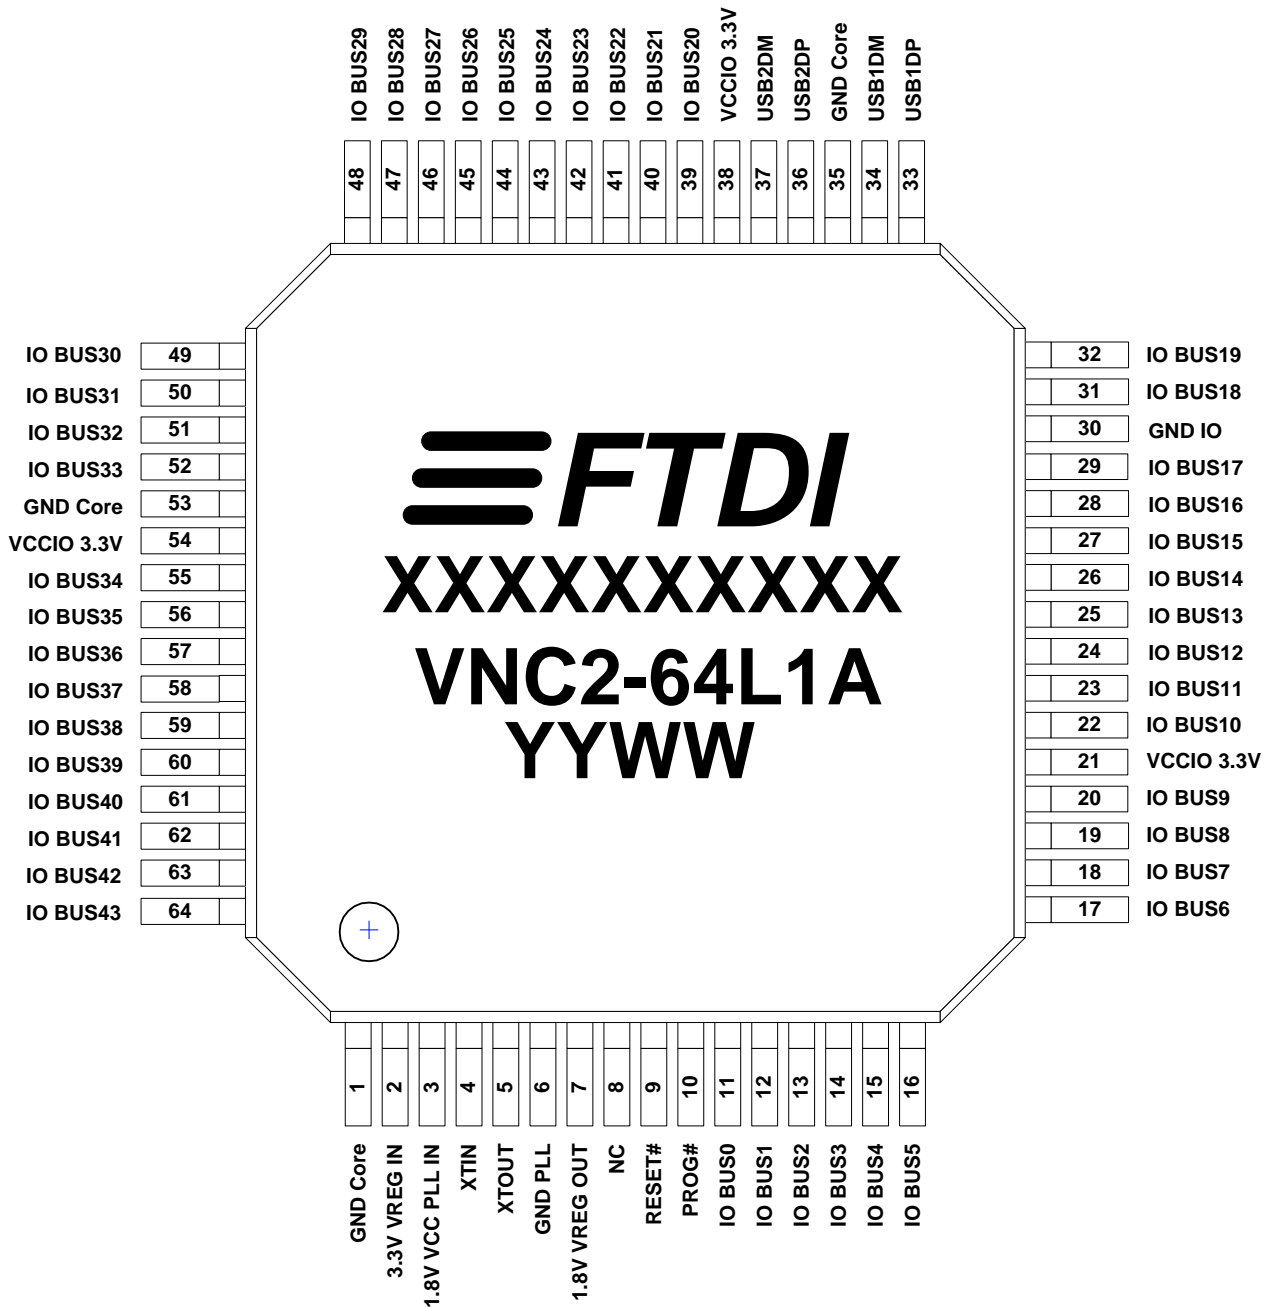 IO BUS29
IO BUS28
IO BUS27
IO BUS26
IO BUS25
IO BUS24
IO BUS23
IO BUS22
IO BUS21
IO BUS20
VCCIO 3.3V
USB2DM
USB2DP
GND Core
USB1DM
USB1DP
48
47
46
45
44
43
42
41
40
39
38
37
36
35
34
33
IO BUS30 49
IO BUS31 50
IO BUS32 51
IO BUS33 52
GND Core 53
VCCIO 3.3V 54
IO BUS34 55
IO BUS35 56
IO BUS36 57
IO BUS37 58
IO BUS38 59
IO BUS39 60
IO BUS40 61
IO BUS41 62
IO BUS42 63
IO BUS43 64
FTDI
XXXXXXXXXX
VNC2-64L1A
YYWW
32 IO BUS19
31 IO BUS18
30 GND IO
29 IO BUS17
28 IO BUS16
27 IO BUS15
26 IO BUS14
25 IO BUS13
24 IO BUS12
23 IO BUS11
22 IO BUS10
21 VCCIO 3.3V
20 IO BUS9
19 IO BUS8
18 IO BUS7
17 IO BUS6
1
2
3
4
5
6
7
8
9
10
11
12
13
14
15
16
GND Core
3.3V VREG IN
1.8V VCC PLL IN
XTIN
XTOUT
GND PLL
1.8V VREG OUT
NC
RESET#
PROG#
IO BUS0
IO BUS1
IO BUS2
IO BUS3
IO BUS4
IO BUS5